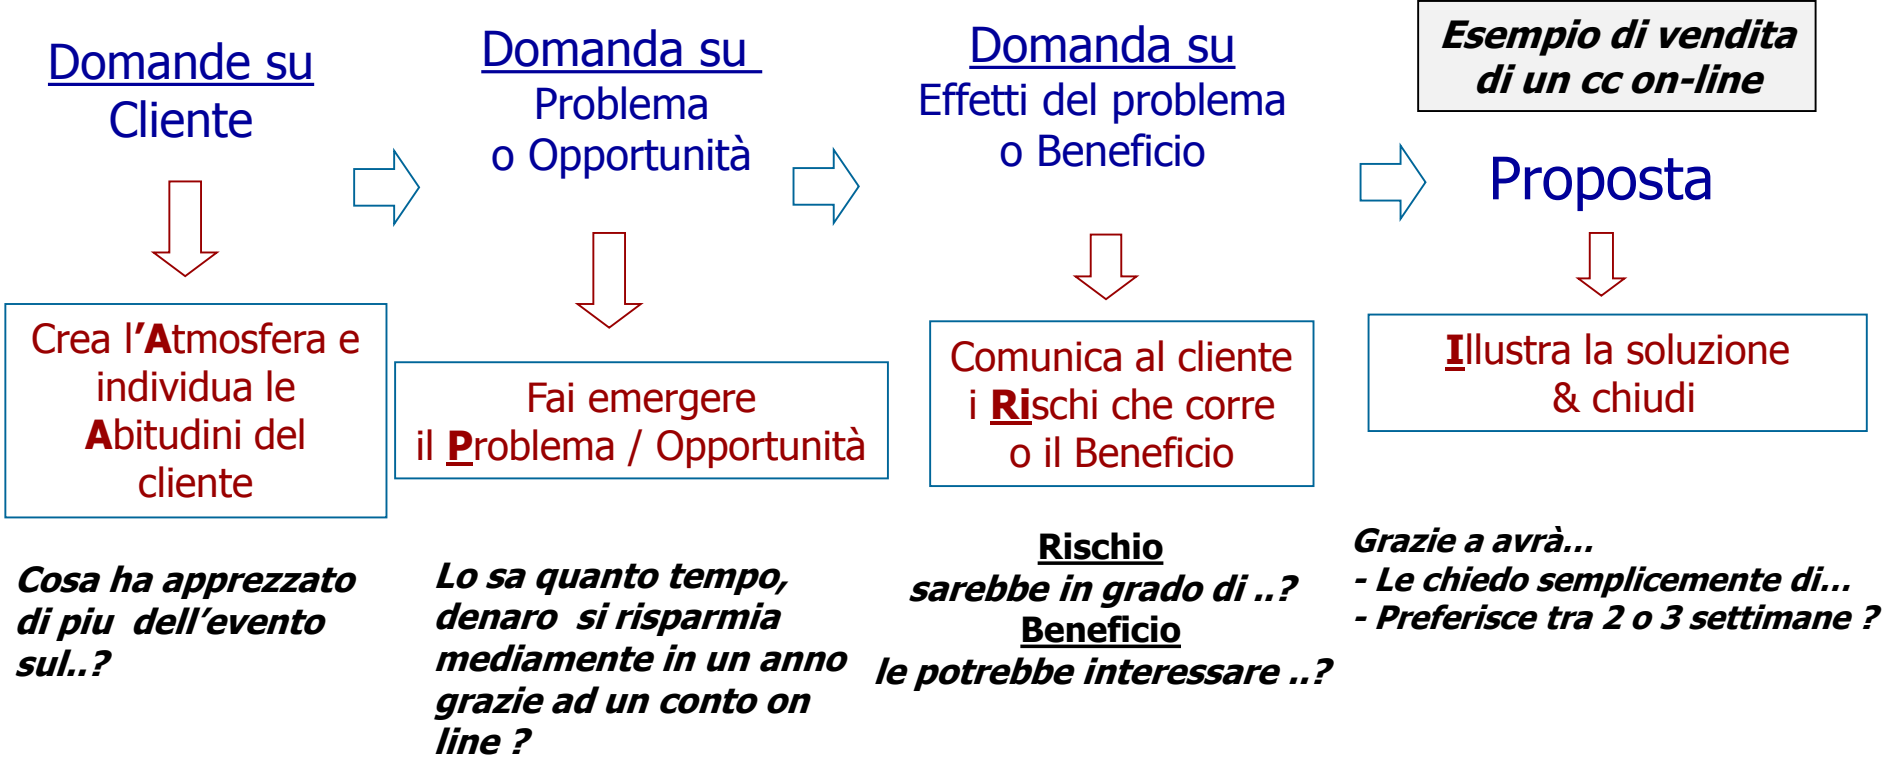 Domande su
Cliente
Domanda su
Problema
o Opportunità
Domanda su
Effetti del problema
o Beneficio
Esempio di vendita
di un cc on-line
Proposta
Crea l’Atmosfera e
individua le
Abitudini del
cliente
Fai emergere
il Problema / Opportunità
Comunica al cliente
i Rischi che corre
o il Beneficio
Illustra la soluzione
& chiudi
Cosa ha apprezzato
di piu dell’evento
sul..?
Lo sa quanto tempo,
denaro si risparmia
mediamente in un anno
grazie ad un conto on
line ?
Rischio
sarebbe in grado di ..?
Beneficio
le potrebbe interessare ..?
Grazie a avrà...
- Le chiedo semplicemente di...
- Preferisce tra 2 o 3 settimane ?